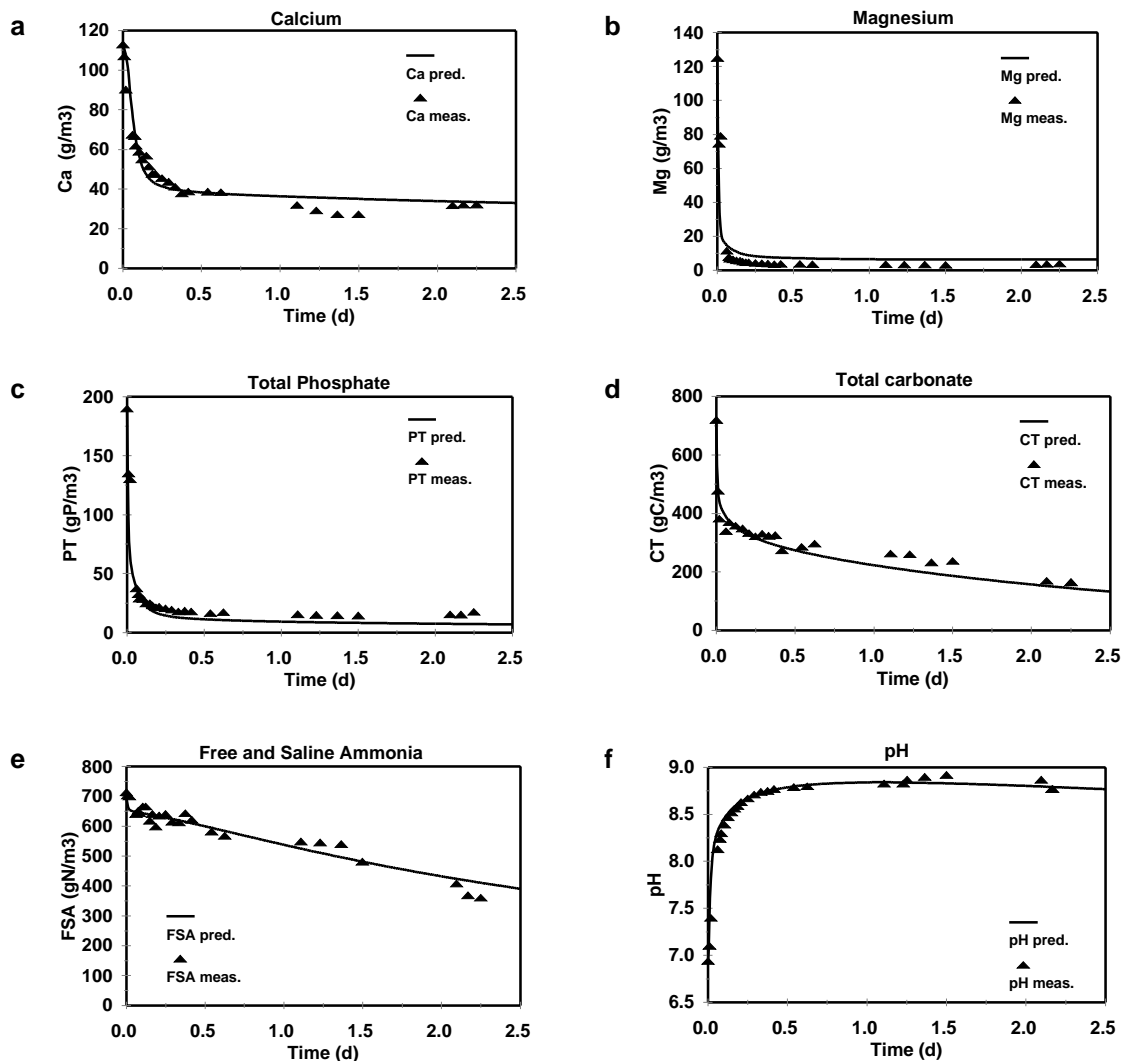 a
Calcium
120
100
80
60
40
20
0
Ca (g/m3)
Ca pred.
Ca meas.
0.0 0.5 1.0 1.5 2.0 2.5
Time (d)
b
Magnesium
140
120
100
80
60
40
20
0
Mg (g/m3)
Mg pred.
Mg meas.
0.0 0.5 1.0 1.5 2.0 2.5
Time (d)
c
Total Phosphate
200
150
100
50
0
PT (gP/m3)
PT pred.
PT meas.
0.0 0.5 1.0 1.5 2.0 2.5
Time (d)
d
Total carbonate
800
600
400
200
0
CT (gC/m3)
CT pred.
CT meas.
0.0 0.5 1.0 1.5 2.0 2.5
Time (d)
e
Free and Saline Ammonia
800
700
600
500
400
300
200
100
0
FSA (gN/m3)
FSA pred.
FSA meas.
0.0 0.5 1.0 1.5 2.0 2.5
Time (d)
f
pH
9.0
8.5
8.0
7.5
7.0
6.5
pH
pH pred.
pH meas.
0.0 0.5 1.0 1.5 2.0 2.5
Time (d)